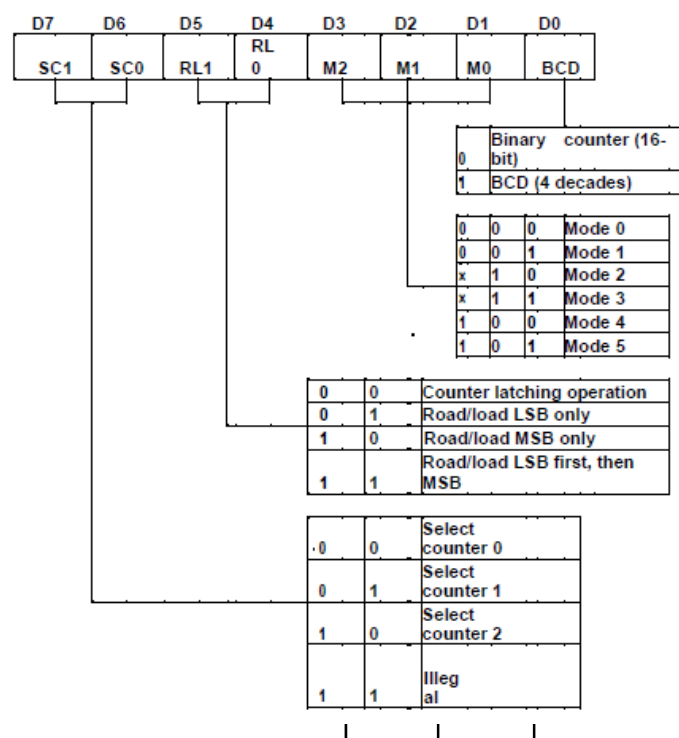 D7 D6 D5 D4 D3 D2 D1 D0
RL
SC1 SC0 RL1 0 M2 M1 M0 BCD
Binary counter (16-
0 bit)
1 BCD (4 decades)
0 0 0 Mode 0
0 0 1 Mode 1
x 1 0 Mode 2
x 1 1 Mode 3
1 0 0 Mode 4
1 0 1 Mode 5
0 0 Counter latching operation
0 1 Road/load LSB only
1 0 Road/load MSB only
Road/load LSB first, then
1 1 MSB
Select
0 0 counter 0
Select
0 1 counter 1
Select
1 0 counter 2
Illeg
1 1 al